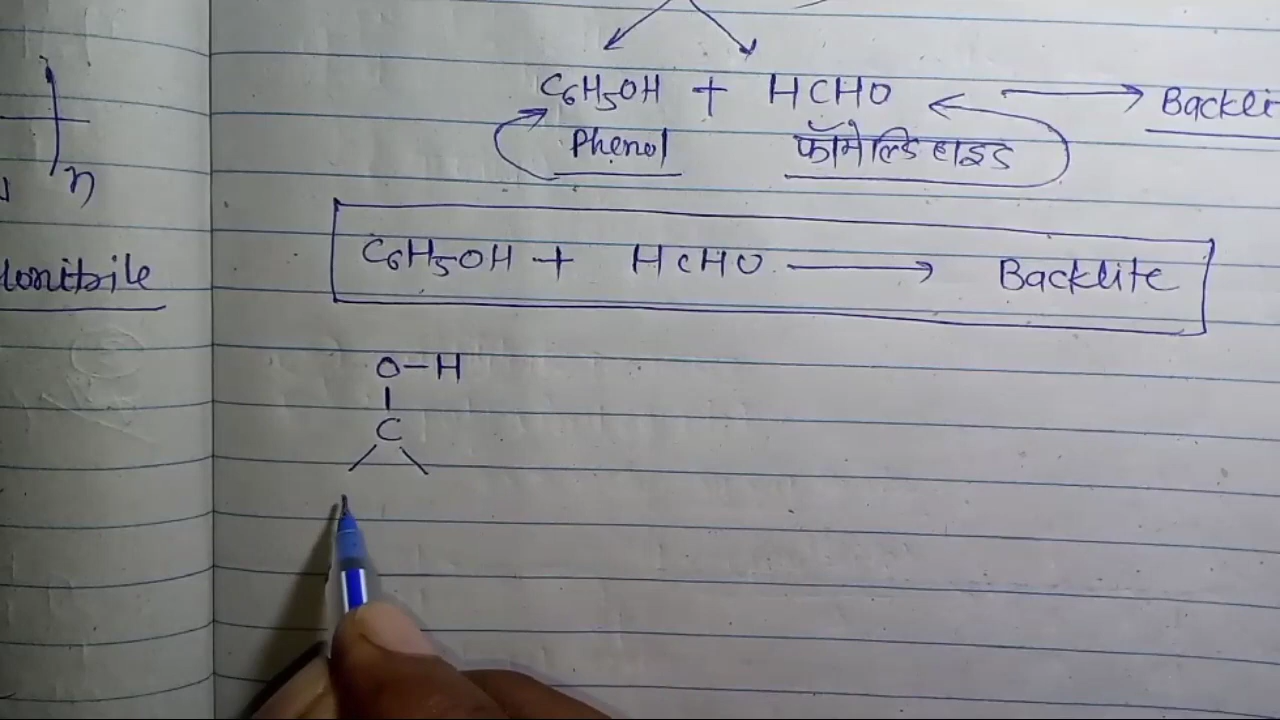 C6H5OH + HCHO → Backli
Phenol फॉर्मेल्डिहाइड
n
C6H5OH + HCHO → Backlite
lonitrile
O-H
C